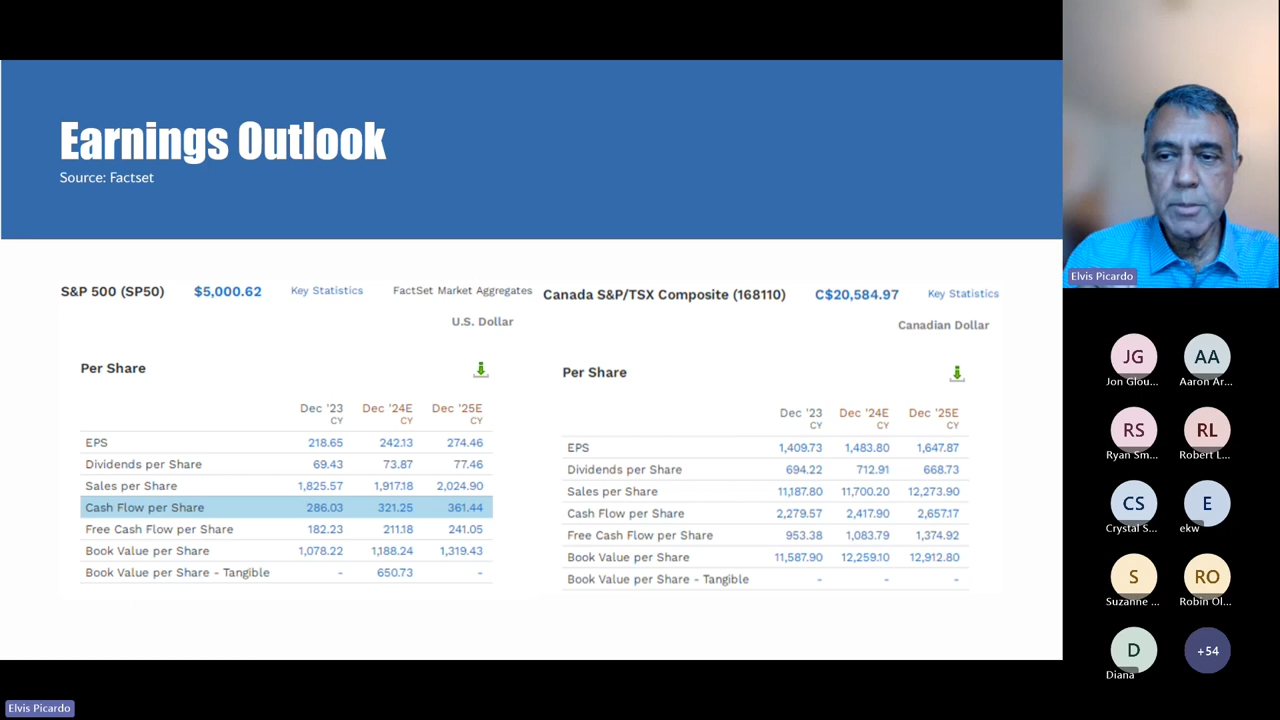 Earnings Outlook
Source: Factset
S&P 500 (SP50) $5,000.62 Key Statistics FactSet Market Aggregates
U.S. Dollar
Per Share
Dec '23 Dec '24E Dec '25E
CY CY CY
EPS 218.65 242.13 274.46
Dividends per Share 69.43 73.87 77.46
Sales per Share 1,825.57 1,917.18 2,024.90
Cash Flow per Share 286.03 321.25 361.44
Free Cash Flow per Share 182.23 211.18 241.05
Book Value per Share 1,078.22 1,188.24 1,319.43
Book Value per Share - Tangible - 650.73 -
Canada S&P/TSX Composite (168110) C$20,584.97 Key Statistics
Canadian Dollar
Per Share
Dec '23 Dec '24E Dec '25E
CY CY CY
EPS 1,409.73 1,483.80 1,647.87
Dividends per Share 694.22 712.91 668.73
Sales per Share 11,187.80 11,700.20 12,273.90
Cash Flow per Share 2,279.57 2,417.90 2,657.17
Free Cash Flow per Share 953.38 1,083.79 1,374.92
Book Value per Share 11,587.90 12,259.10 12,912.80
Book Value per Share - Tangible - - -
Elvis Picardo
JG AA
Jon Glou... Aaron Ar...
RS RL
Ryan Sm... Robert L...
CS E
Crystal S... ekw
S RO
Suzanne ... Robin Ol...
D +54
Diana
Elvis Picardo